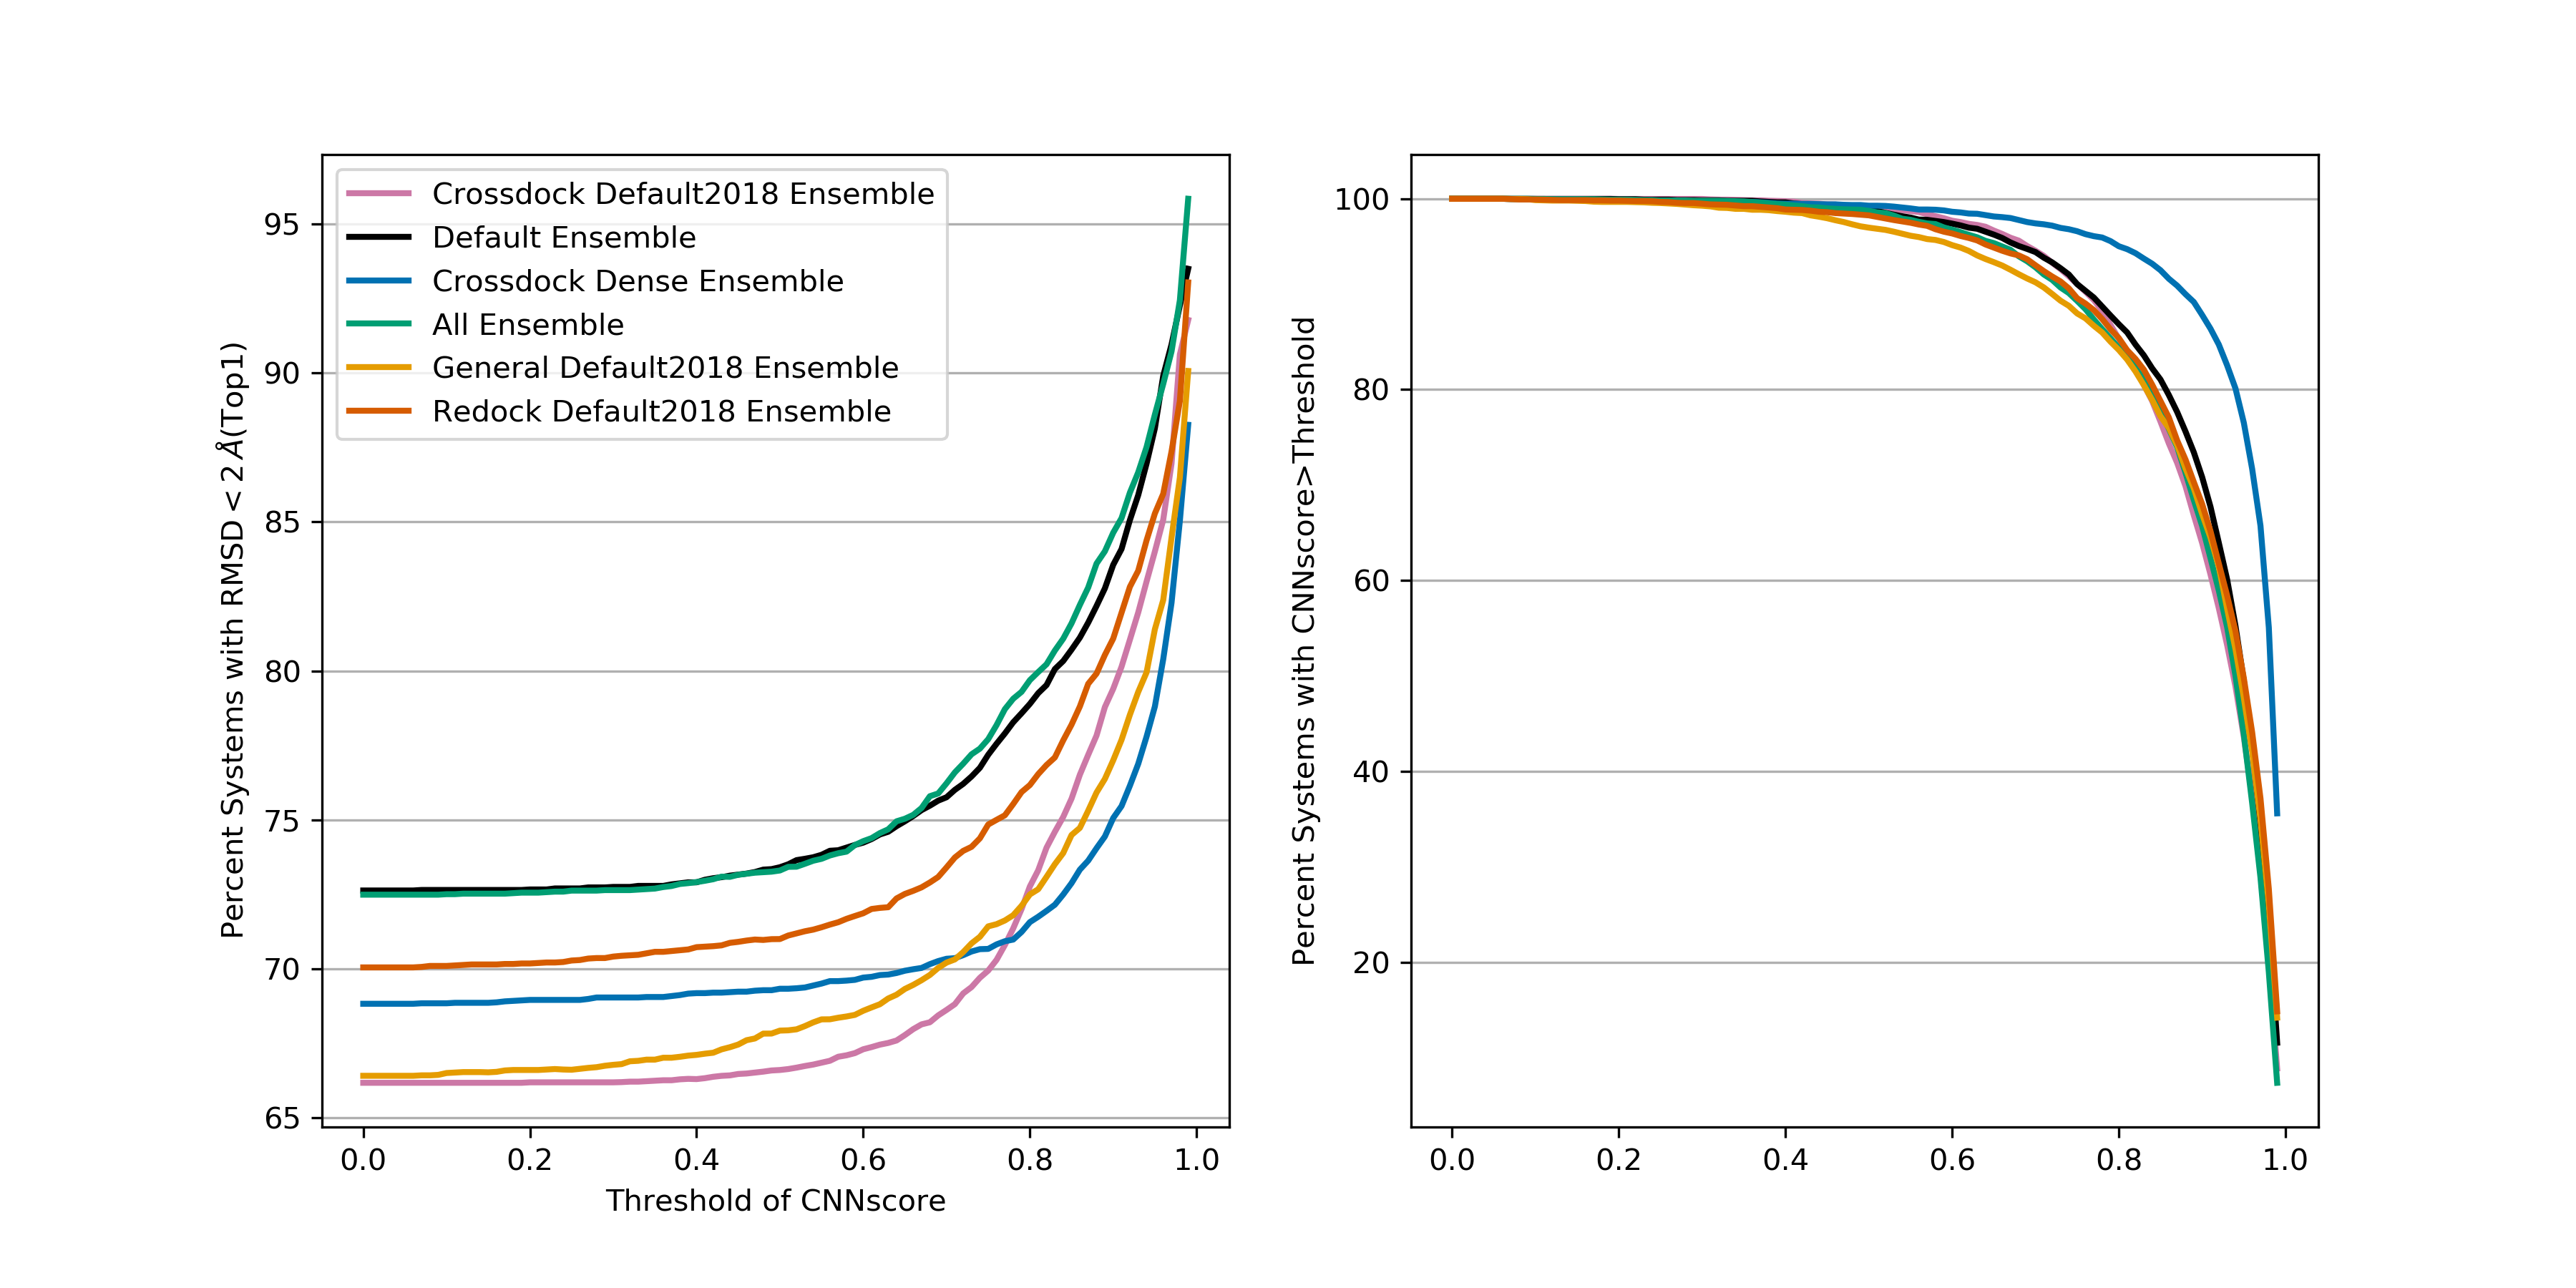 Crossdock Default2018 Ensemble
Default Ensemble
Crossdock Dense Ensemble
All Ensemble
General Default2018 Ensemble
Redock Default2018 Ensemble
Percent Systems with RMSD < 2 Å(Top1)
95
90
85
80
75
70
65
0.0 0.2 0.4 0.6 0.8 1.0
Threshold of CNNscore
Percent Systems with CNNscore>Threshold
100
80
60
40
20
0.0 0.2 0.4 0.6 0.8 1.0